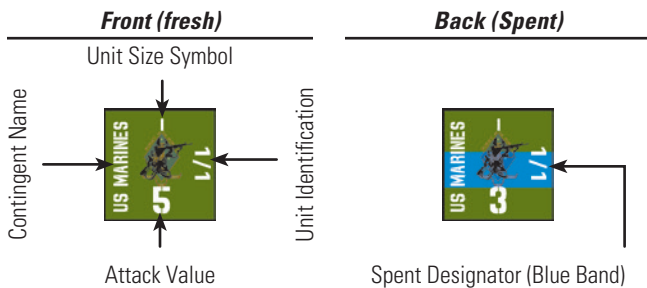 Front (fresh)
Back (Spent)
Unit Size Symbol
Contingent Name
US MARINES
I
1/1
5
Unit Identification
US MARINES
I
1/1
3
Attack Value
Spent Designator (Blue Band)